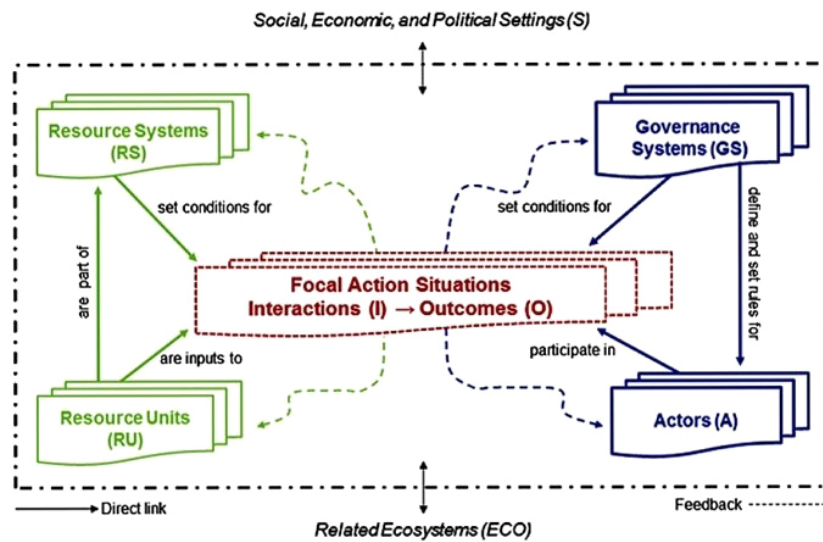 Social, Economic, and Political Settings (S)
Resource Systems
(RS)
Governance
Systems (GS)
set conditions for
set conditions for
are part of
define and set rules for
Focal Action Situations
Interactions (I) → Outcomes (O)
are inputs to
participate in
Resource Units
(RU)
Actors (A)
Direct link
Feedback
Related Ecosystems (ECO)